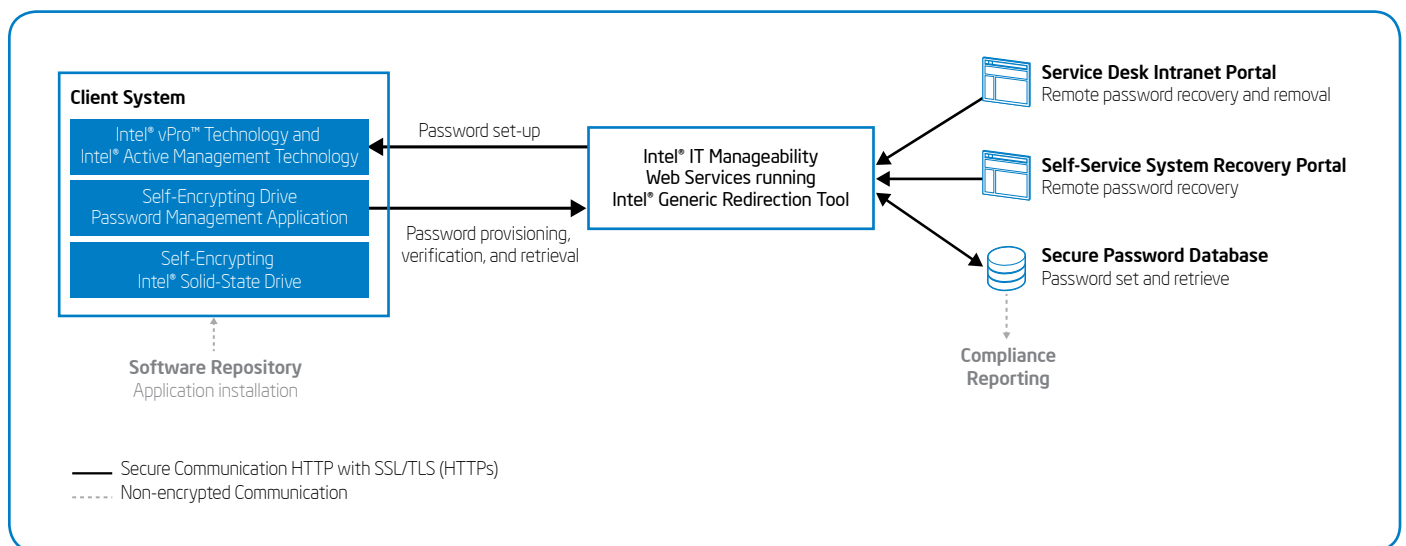 Client System
Intel® vPro™ Technology and
Intel® Active Management Technology
Self-Encrypting Drive
Password Management Application
Self-Encrypting
Intel® Solid-State Drive
Software Repository
Application installation
Password set-up
Password provisioning,
verification, and retrieval
Intel® IT Manageability
Web Services running
Intel® Generic Redirection Tool
Service Desk Intranet Portal
Remote password recovery and removal
Self-Service System Recovery Portal
Remote password recovery
Secure Password Database
Password set and retrieve
Compliance
Reporting
Secure Communication HTTP with SSL/TLS (HTTPs)
Non-encrypted Communication